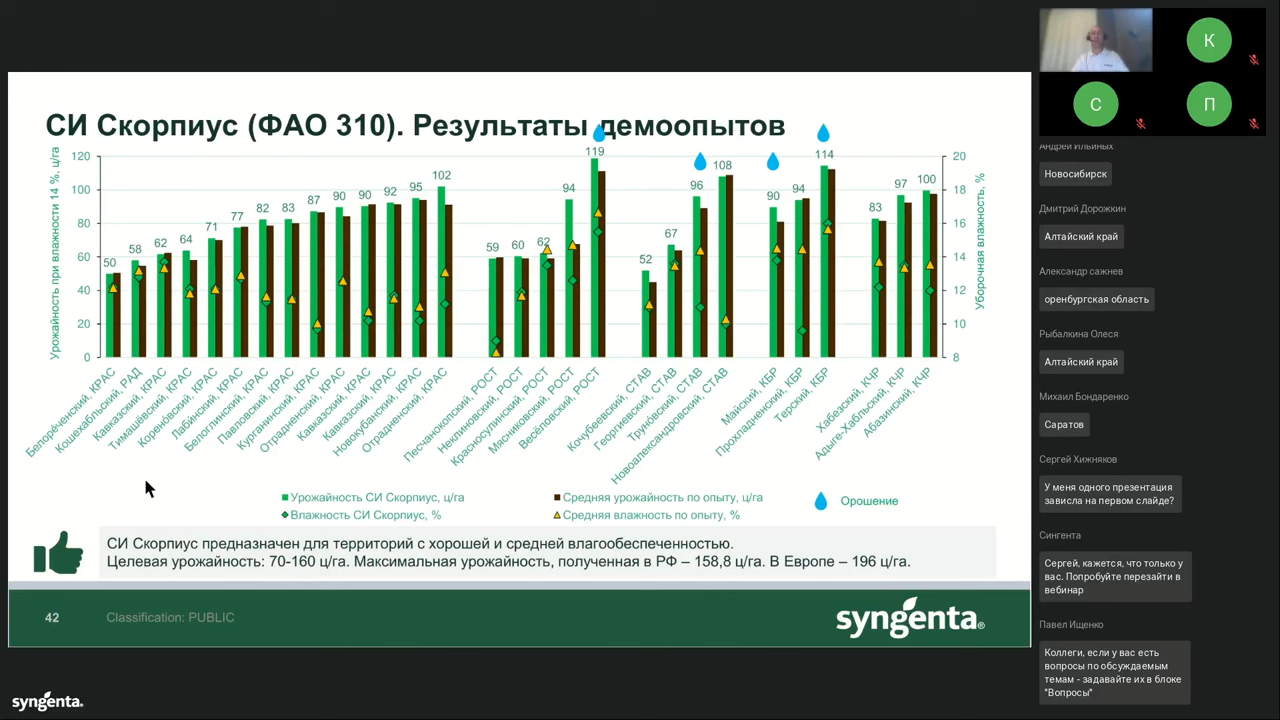 СИ Скорпиус (ФАО 310). Результаты демоопытов
Урожайность при влажности 14 %, ц/га
120
100
80
60
40
20
0
50
58
62
64
71
77
82
83
87
90
90
92
95
102
59
60
62
94
119
52
67
96
108
90
94
114
83
97
100
20
18
16
14
12
10
8
Уборочная влажность, %
Белореченский, КРАС
Кошехабльский, РАД
Кавказский, КРАС
Тимашевский, КРАС
Кореновский, КРАС
Лабинский, КРАС
Белоглинский, КРАС
Павловский, КРАС
Курганинский, КРАС
Отрадненский, КРАС
Кавказский, КРАС
Новокубанский, КРАС
Отрадненский, КРАС
Песчанокопский, РОСТ
Неклиновский, РОСТ
Красносулинский, РОСТ
Мясниковский, РОСТ
Весёловский, РОСТ
Кочубеевский, СТАВ
Георгиевский, СТАВ
Труновский, СТАВ
Новоалександровский, СТАВ
Майский, КБР
Прохладненский, КБР
Терский, КБР
Хабезский, КЧР
Адыге-Хабльский, КЧР
Абазинский, КЧР
Урожайность СИ Скорпиус, ц/га
Средняя урожайность по опыту, ц/га
Орошение
Влажность СИ Скорпиус, %
Средняя влажность по опыту, %
СИ Скорпиус предназначен для территорий с хорошей и средней влагообеспеченностью.
Целевая урожайность: 70-160 ц/га. Максимальная урожайность, полученная в РФ – 158,8 ц/га. В Европе – 196 ц/га.
42
Classification: PUBLIC
syngenta®
syngenta.
К
С
П
Андрей Ильиных
Новосибирск
Дмитрий Дорожкин
Алтайский край
Александр сажнев
оренбургская область
Рыбалкина Олеся
Алтайский край
Михаил Бондаренко
Саратов
Сергей Хижняков
У меня одного презентация
зависла на первом слайде?
Сингента
Сергей, кажется, что только у
вас. Попробуйте перезайти в
вебинар
Павел Ищенко
Коллеги, если у вас есть
вопросы по обсуждаемым
темам - задавайте их в блоке
"Вопросы"